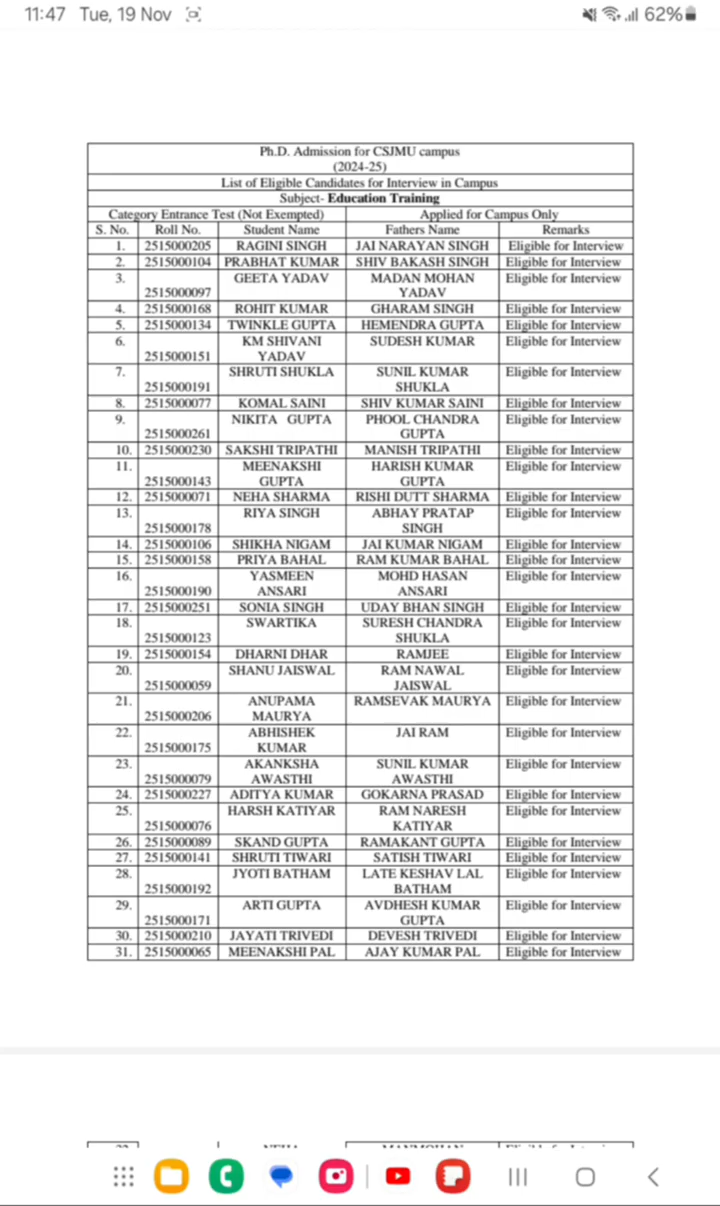 11:47 Tue, 19 Nov 62%
Ph.D. Admission for CSJMU campus
(2024-25)
List of Eligible Candidates for Interview in Campus
Subject- Education Training
Category Entrance Test (Not Exempted) Applied for Campus Only
S. No. Roll No. Student Name Fathers Name Remarks
1. 2515000205 RAGINI SINGH JAI NARAYAN SINGH Eligible for Interview
2. 2515000104 PRABHAT KUMAR SHIV BAKASH SINGH Eligible for Interview
3. GEETA YADAV MADAN MOHAN Eligible for Interview
2515000097 YADAV
4. 2515000168 ROHIT KUMAR GHARAM SINGH Eligible for Interview
5. 2515000134 TWINKLE GUPTA HEMENDRA GUPTA Eligible for Interview
6. KM SHIVANI SUDESH KUMAR Eligible for Interview
2515000151 YADAV
7. SHRUTI SHUKLA SUNIL KUMAR Eligible for Interview
2515000191 SHUKLA
8. 2515000077 KOMAL SAINI SHIV KUMAR SAINI Eligible for Interview
9. NIKITA GUPTA PHOOL CHANDRA Eligible for Interview
2515000261 GUPTA
10. 2515000230 SAKSHI TRIPATHI MANISH TRIPATHI Eligible for Interview
11. MEENAKSHI HARISH KUMAR Eligible for Interview
2515000143 GUPTA GUPTA
12. 2515000071 NEHA SHARMA RISHI DUTT SHARMA Eligible for Interview
13. RIYA SINGH ABHAY PRATAP Eligible for Interview
2515000178 SINGH
14. 2515000106 SHIKHA NIGAM JAI KUMAR NIGAM Eligible for Interview
15. 2515000158 PRIYA BAHAL RAM KUMAR BAHAL Eligible for Interview
16. YASMEEN MOHD HASAN Eligible for Interview
2515000190 ANSARI ANSARI
17. 2515000251 SONIA SINGH UDAY BHAN SINGH Eligible for Interview
18. SWARTIKA SURESH CHANDRA Eligible for Interview
2515000123 SHUKLA
19. 2515000154 DHARNI DHAR RAMJEE Eligible for Interview
20. SHANU JAISWAL RAM NAWAL Eligible for Interview
2515000059 JAISWAL
21. ANUPAMA RAMSEVAK MAURYA Eligible for Interview
2515000206 MAURYA
22. ABHISHEK JAI RAM Eligible for Interview
2515000175 KUMAR
23. AKANKSHA SUNIL KUMAR Eligible for Interview
2515000079 AWASTHI AWASTHI
24. 2515000227 ADITYA KUMAR GOKARNA PRASAD Eligible for Interview
25. HARSH KATIYAR RAM NARESH Eligible for Interview
2515000076 KATIYAR
26. 2515000089 SKAND GUPTA RAMAKANT GUPTA Eligible for Interview
27. 2515000141 SHRUTI TIWARI SATISH TIWARI Eligible for Interview
28. JYOTI BATHAM LATE KESHAV LAL Eligible for Interview
2515000192 BATHAM
29. ARTI GUPTA AVDHESH KUMAR Eligible for Interview
2515000171 GUPTA
30. 2515000210 JAYATI TRIVEDI DEVESH TRIVEDI Eligible for Interview
31. 2515000065 MEENAKSHI PAL AJAY KUMAR PAL Eligible for Interview